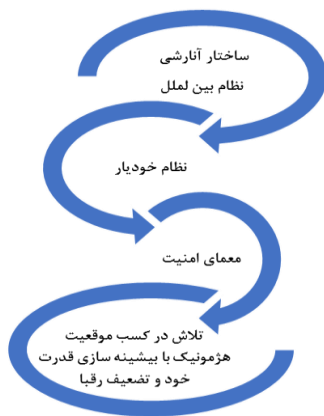 ساختار آنارشی
نظام بین لملل
نظام خودیار
معمای امنیت
تلاش در کسب موقعیت
هژمونیک با بیشینه سازی قدرت
خود و تضعیف رقبا